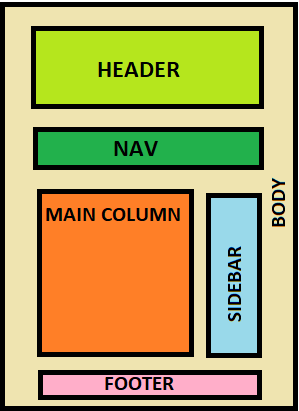 HEADER
NAV
MAIN COLUMN
SIDEBAR
BODY
FOOTER